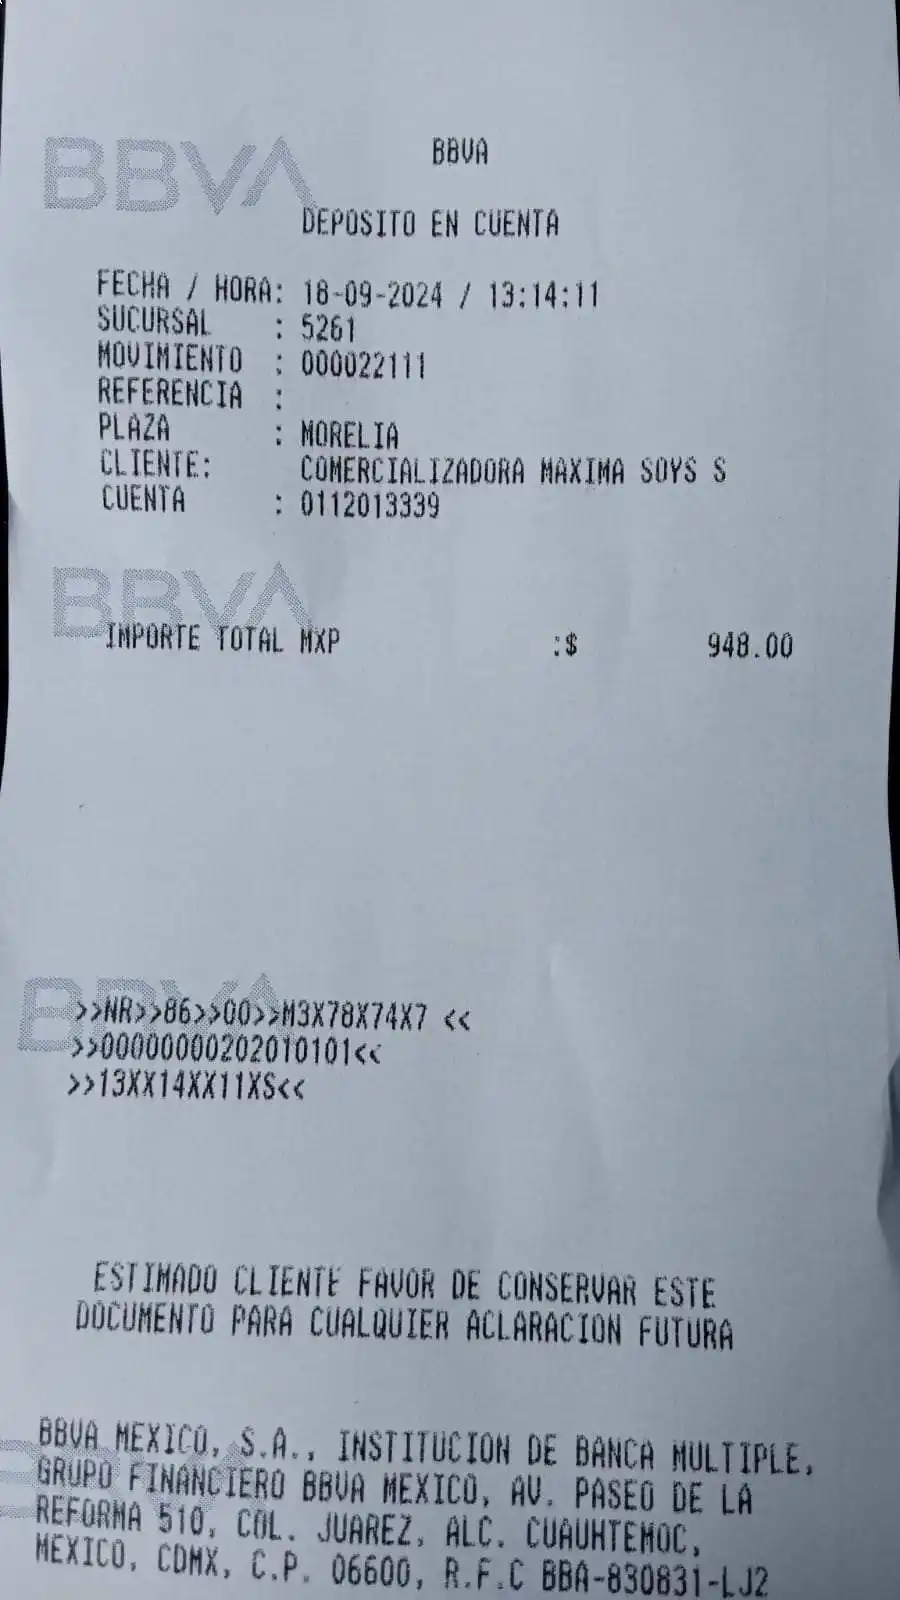 BBVA
BBVA
DEPOSITO EN CUENTA
FECHA / HORA: 18-09-2024 / 13:14:11
SUCURSAL : 5261
MOVIMIENTO : 000022111
REFERENCIA :
PLAZA : MORELIA
CLIENTE: COMERCIALIZADORA MAXIMA SOYS S
CUENTA : 0112013339
BBVA
IMPORTE TOTAL MXP :$ 948.00
BBVA
>>NR>>86>>00>>M3X78X74X7 <<
>>00000000202010101<<
>>13XX14XX11XS<<
ESTIMADO CLIENTE FAVOR DE CONSERVAR ESTE
DOCUMENTO PARA CUALQUIER ACLARACION FUTURA
BBVA MEXICO, S.A., INSTITUCION DE BANCA MULTIPLE,
GRUPO FINANCIERO BBVA MEXICO, AV. PASEO DE LA
REFORMA 510, COL. JUAREZ, ALC. CUAUHTEMOC,
MEXICO, CDMX, C.P. 06600, R.F.C BBA-830831-LJ2